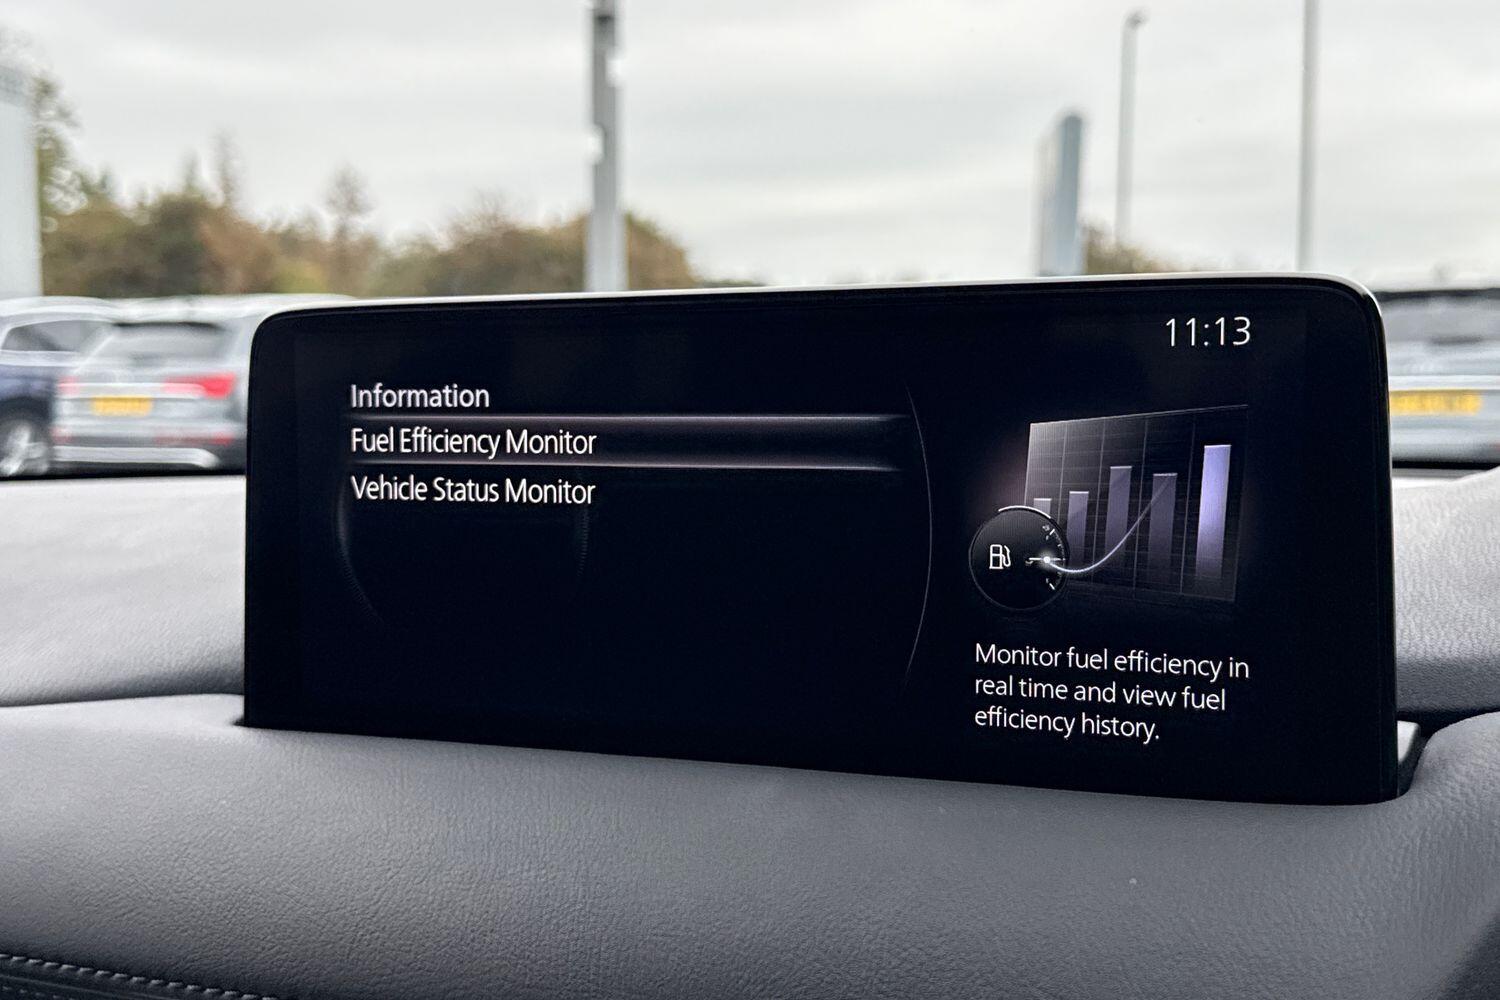 11:13
Information
Fuel Efficiency Monitor
Vehicle Status Monitor
Monitor fuel efficiency in
real time and view fuel
efficiency history.